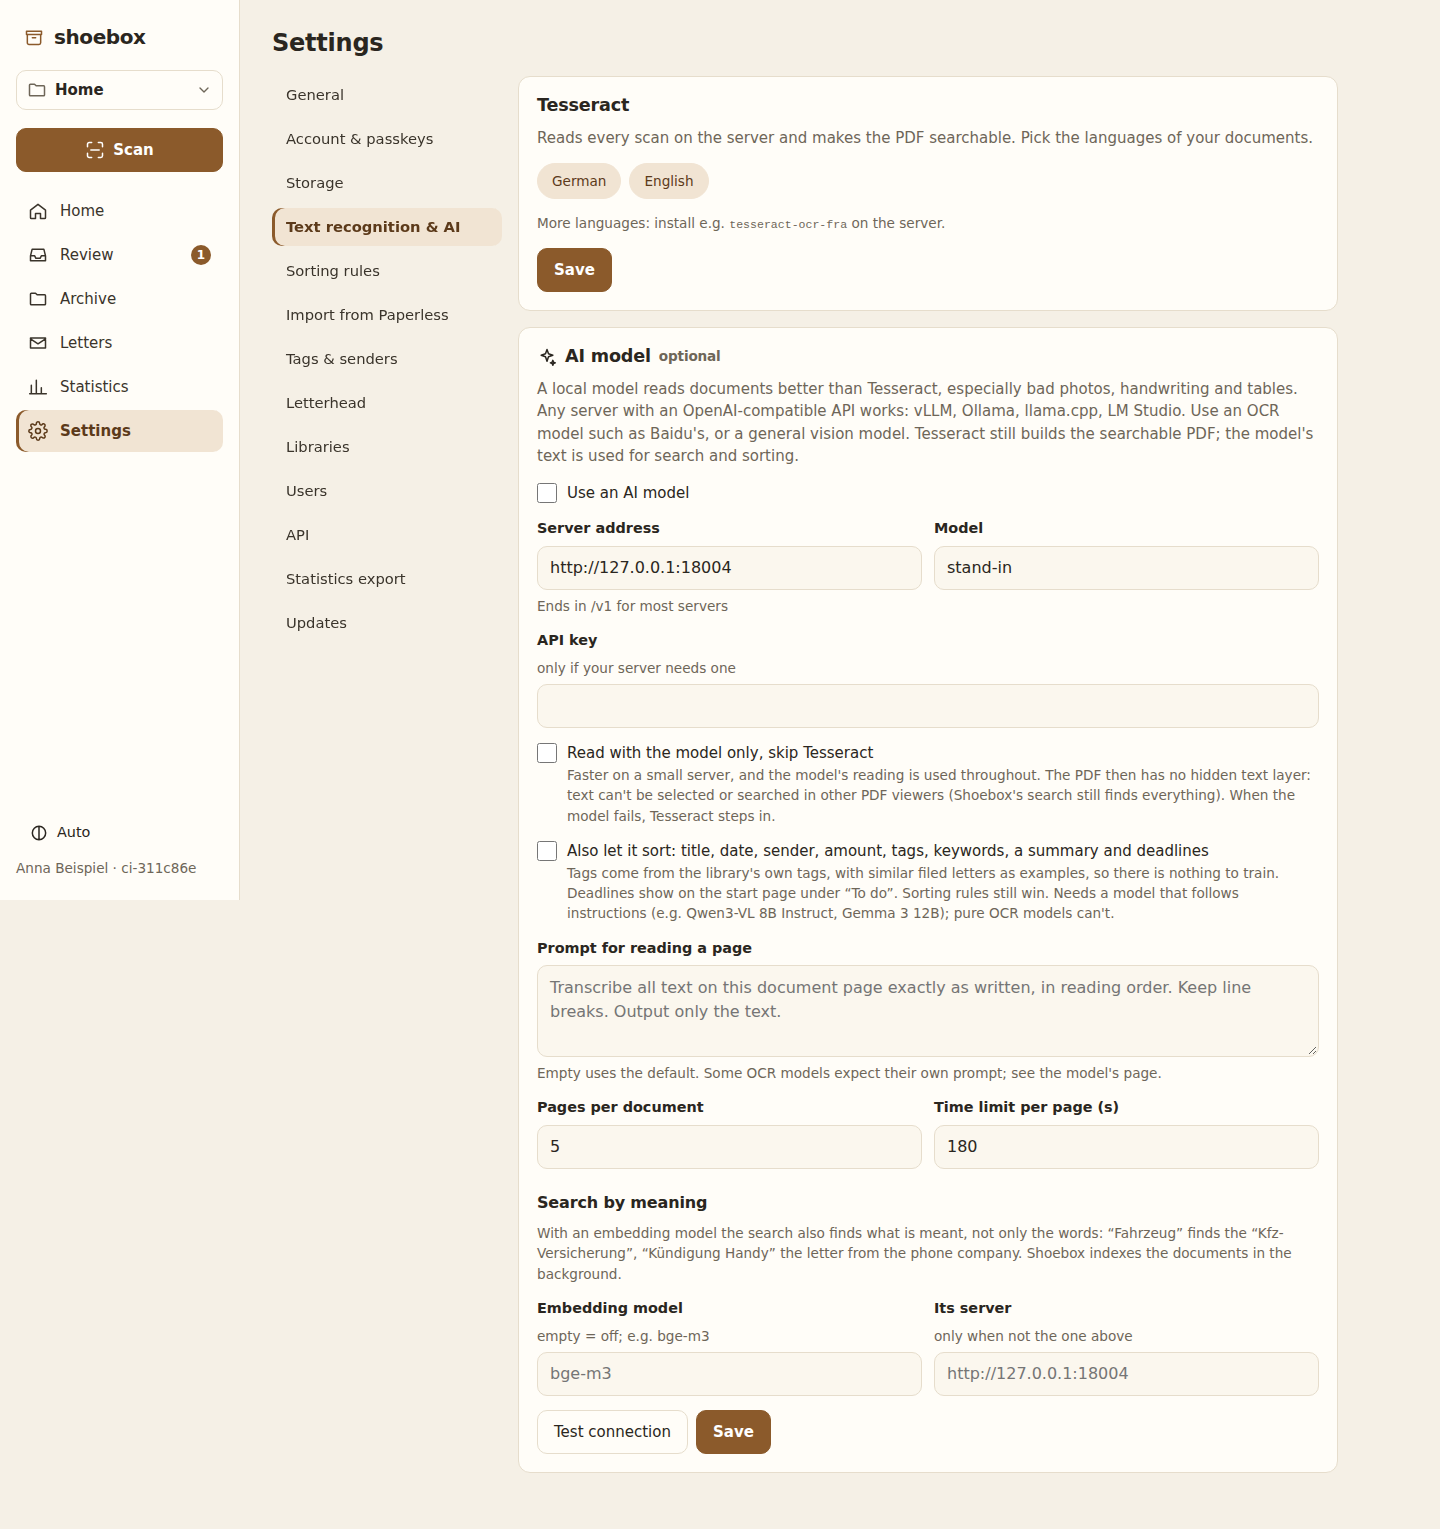 shoebox
Home
Scan
Home
Review 1
Archive
Letters
Statistics
Settings
Auto
Anna Beispiel · ci-311c86e
Settings
General
Account & passkeys
Storage
Text recognition & AI
Sorting rules
Import from Paperless
Tags & senders
Letterhead
Libraries
Users
API
Statistics export
Updates
Tesseract
Reads every scan on the server and makes the PDF searchable. Pick the languages of your documents.
German English
More languages: install e.g. tesseract-ocr-fra on the server.
Save
AI model optional
A local model reads documents better than Tesseract, especially bad photos, handwriting and tables.
Any server with an OpenAI-compatible API works: vLLM, Ollama, llama.cpp, LM Studio. Use an OCR
model such as Baidu's, or a general vision model. Tesseract still builds the searchable PDF; the model's
text is used for search and sorting.
Use an AI model
Server address Model
http://127.0.0.1:18004 stand-in
Ends in /v1 for most servers
API key
only if your server needs one
Read with the model only, skip Tesseract
Faster on a small server, and the model's reading is used throughout. The PDF then has no hidden text layer:
text can't be selected or searched in other PDF viewers (Shoebox's search still finds everything). When the
model fails, Tesseract steps in.
Also let it sort: title, date, sender, amount, tags, keywords, a summary and deadlines
Tags come from the library's own tags, with similar filed letters as examples, so there is nothing to train.
Deadlines show on the start page under “To do”. Sorting rules still win. Needs a model that follows
instructions (e.g. Qwen3-VL 8B Instruct, Gemma 3 12B); pure OCR models can't.
Prompt for reading a page
Transcribe all text on this document page exactly as written, in reading order. Keep line
breaks. Output only the text.
Empty uses the default. Some OCR models expect their own prompt; see the model's page.
Pages per document Time limit per page (s)
5 180
Search by meaning
With an embedding model the search also finds what is meant, not only the words: “Fahrzeug” finds the “Kfz-
Versicherung”, “Kündigung Handy” the letter from the phone company. Shoebox indexes the documents in the
background.
Embedding model Its server
empty = off; e.g. bge-m3 only when not the one above
bge-m3 http://127.0.0.1:18004
Test connection Save